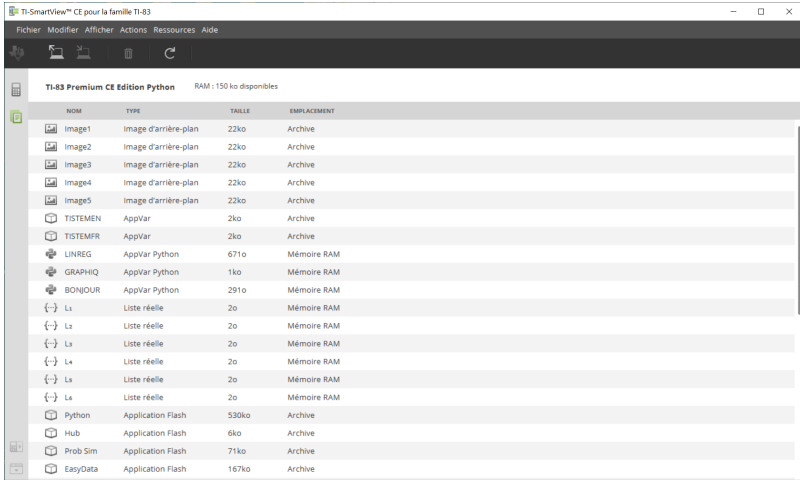 TI-SmartView™ CE pour la famille TI-83
Fichier Modifier Afficher Actions Ressources Aide
TI-83 Premium CE Edition Python RAM : 150 ko disponibles
NOM TYPE TAILLE EMPLACEMENT
Image1 Image d'arrière-plan 22ko Archive
Image2 Image d'arrière-plan 22ko Archive
Image3 Image d'arrière-plan 22ko Archive
Image4 Image d'arrière-plan 22ko Archive
Image5 Image d'arrière-plan 22ko Archive
TISTEMEN AppVar 2ko Archive
TISTEMFR AppVar 2ko Archive
LINREG AppVar Python 671o Mémoire RAM
GRAPHIQ AppVar Python 1ko Mémoire RAM
BONJOUR AppVar Python 291o Mémoire RAM
L₁ Liste réelle 2o Mémoire RAM
L₂ Liste réelle 2o Mémoire RAM
L₃ Liste réelle 2o Mémoire RAM
L₄ Liste réelle 2o Mémoire RAM
L₅ Liste réelle 2o Mémoire RAM
L₆ Liste réelle 2o Mémoire RAM
Python Application Flash 530ko Archive
Hub Application Flash 6ko Archive
Prob Sim Application Flash 71ko Archive
EasyData Application Flash 167ko Archive